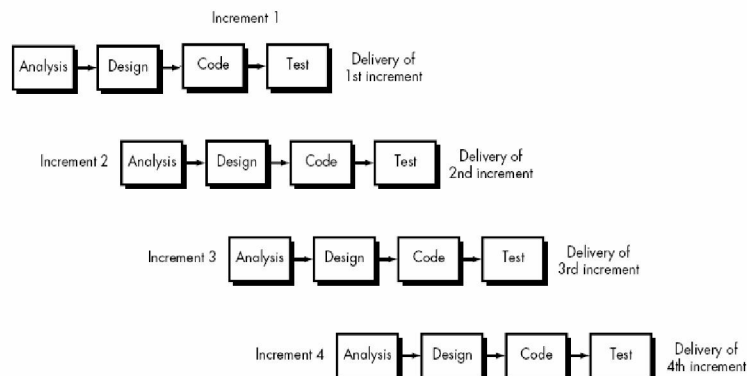 Increment 1
Analysis
Design
Code
Test
Delivery of
1st increment
Increment 2
Analysis
Design
Code
Test
Delivery of
2nd increment
Increment 3
Analysis
Design
Code
Test
Delivery of
3rd increment
Increment 4
Analysis
Design
Code
Test
Delivery of
4th increment